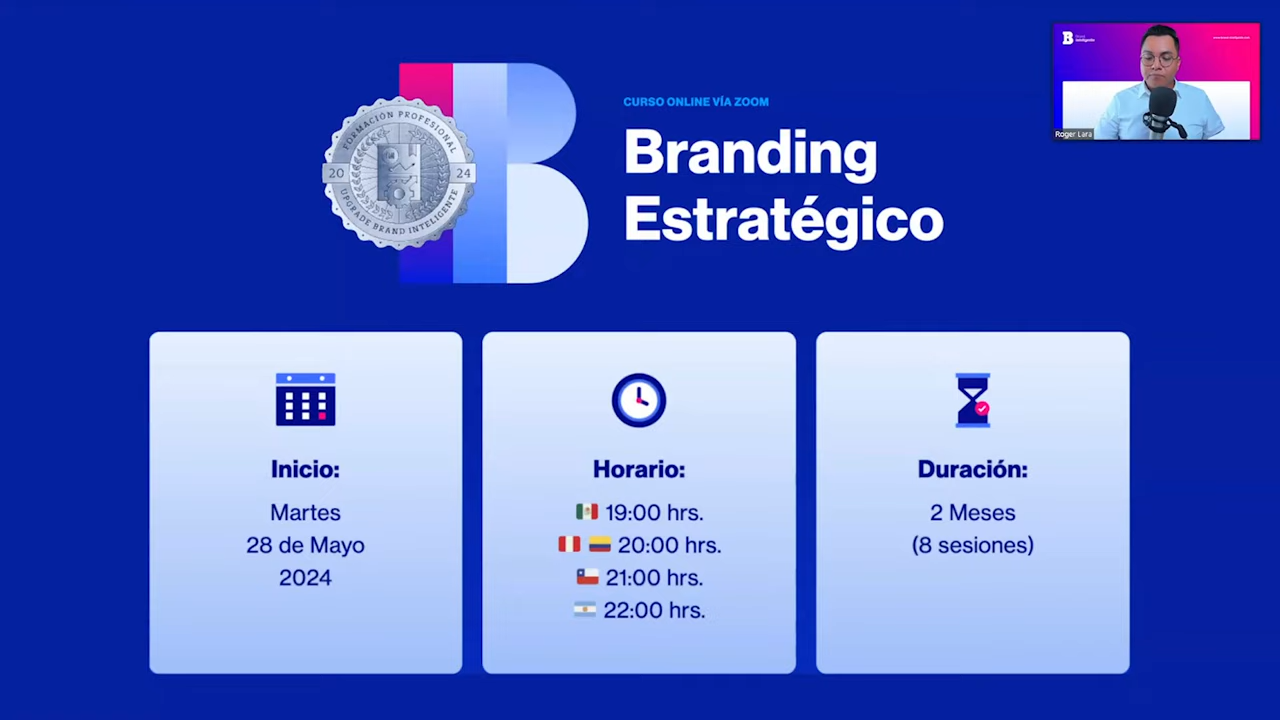 CURSO ONLINE VÍA ZOOM
Branding
Estratégico
FORMACIÓN PROFESIONAL
20
24
UPGRADE BRAND INTELIGENTE
Roger Lara
Inicio:
Martes
28 de Mayo
2024
Horario:
19:00 hrs.
20:00 hrs.
21:00 hrs.
22:00 hrs.
Duración:
2 Meses
(8 sesiones)